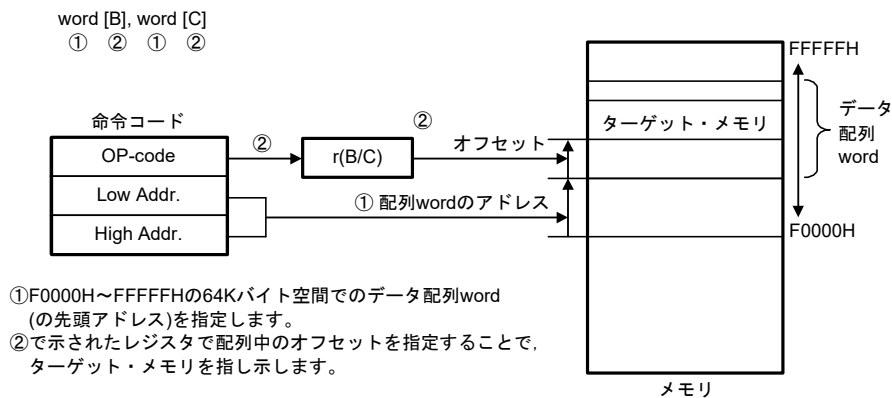 word [B], word [C]
① ② ① ②
FFFFFH
命令コード
②
②
オフセット
ターゲット・メモリ
データ
配列
word
OP-code
r(B/C)
Low Addr.
① 配列wordのアドレス
High Addr.
F0000H
①F0000H～FFFFFHの64Kバイト空間でのデータ配列word
(の先頭アドレス)を指定します。
②で示されたレジスタで配列中のオフセットを指定することで,
ターゲット・メモリを指し示します。
メモリ